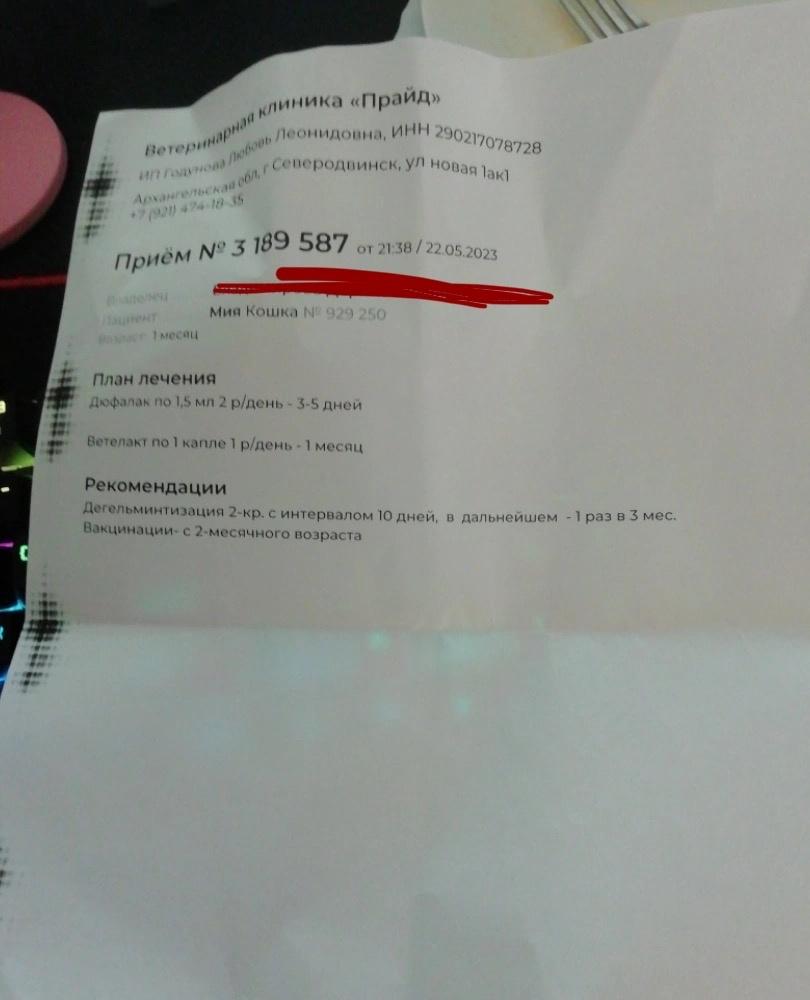 Ветеринарная клиника «Прайд»
ИП Годунова Любовь Леонидовна, ИНН 290217078728
Архангельская обл, г Северодвинск, ул новая 1ак1
+7 (921) 474-18-35
Приём № 3 189 587 от 21:38 / 22.05.2023
Владелец
Пациент Мия Кошка № 929 250
Возраст 1 месяц
План лечения
Дюфалак по 1,5 мл 2 р/день - 3-5 дней
Ветелакт по 1 капле 1 р/день - 1 месяц
Рекомендации
Дегельминтизация 2-кр. с интервалом 10 дней, в дальнейшем - 1 раз в 3 мес.
Вакцинации- с 2-месячного возраста